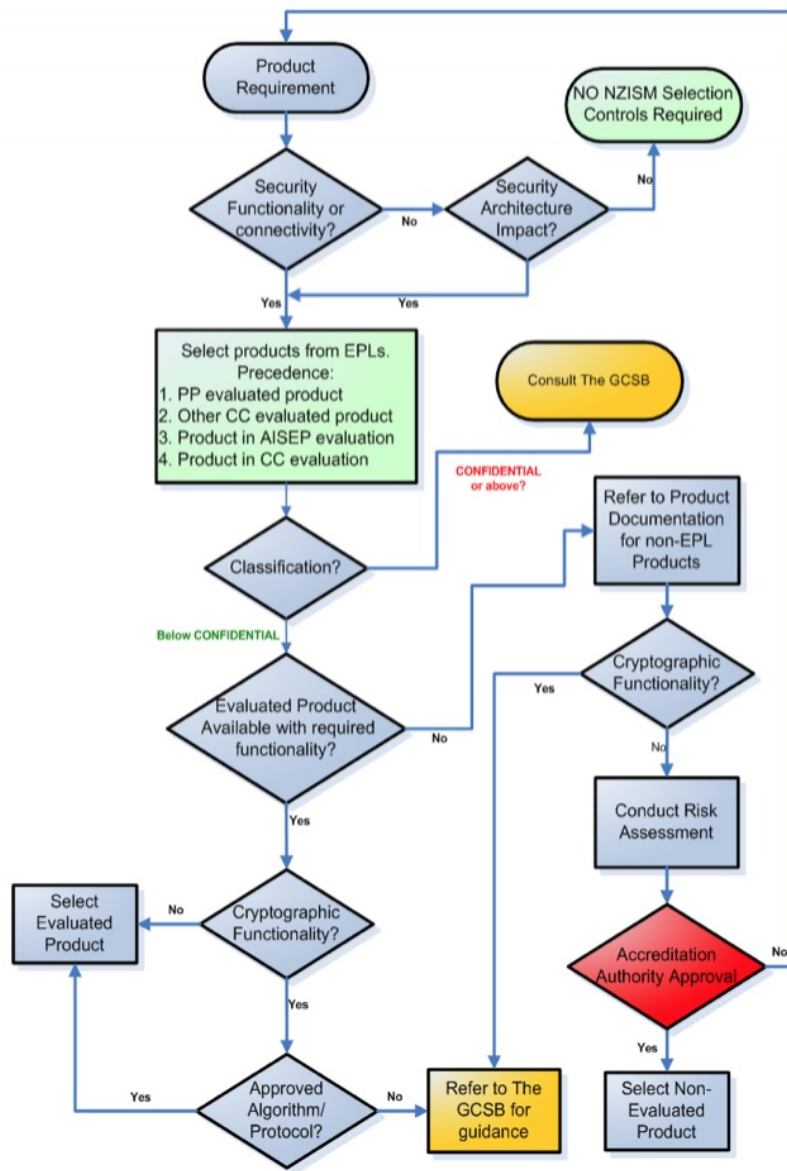 Product
Requirement
NO NZISM Selection
Controls Required
Security
Functionality or
connectivity?
No
Security
Architecture
Impact?
No
Yes
Yes
Select products from EPLs.
Precedence:
1. PP evaluated product
2. Other CC evaluated product
3. Product in AISEP evaluation
4. Product in CC evaluation
Consult The GCSB
CONFIDENTIAL
or above?
Classification?
Refer to Product
Documentation
for non-EPL
Products
Below CONFIDENTIAL
Evaluated Product
Available with required
functionality?
No
Yes
Cryptographic
Functionality?
Yes
No
Conduct Risk
Assessment
Select
Evaluated
Product
No
Cryptographic
Functionality?
Yes
Accreditation
Authority Approval
No
Yes
Approved
Algorithm/
Protocol?
Yes
No
Refer to The
GCSB for
guidance
Select Non-
Evaluated
Product